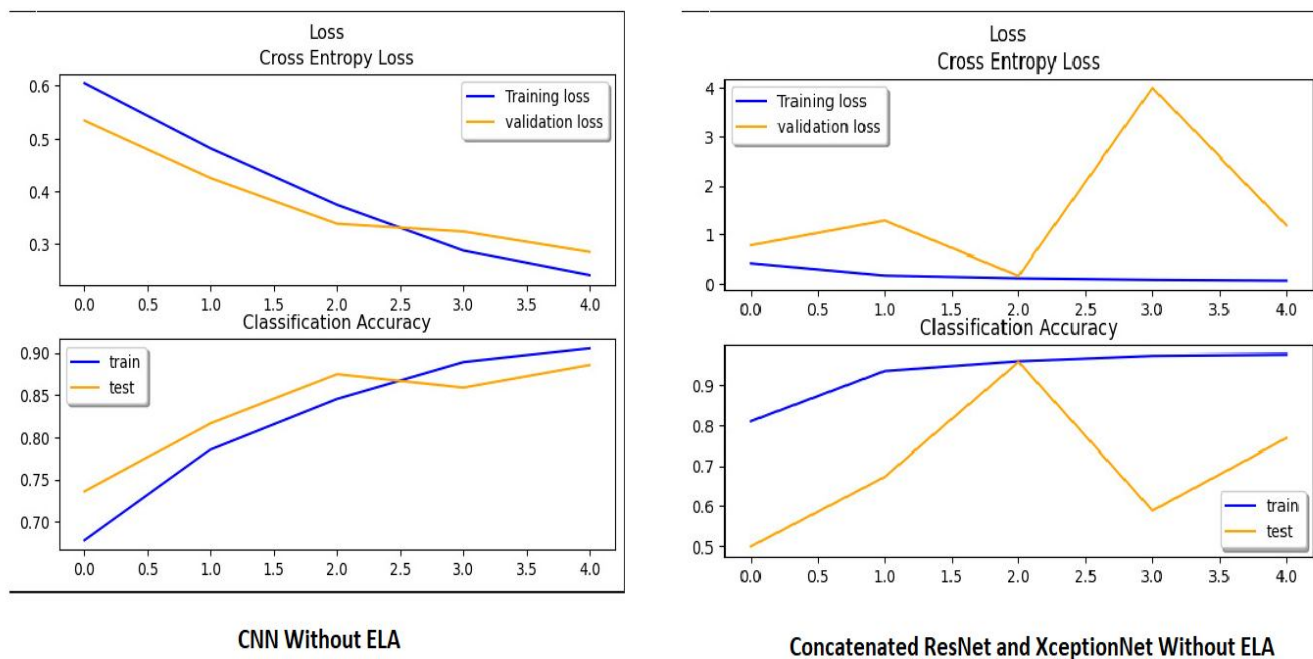 Loss
Cross Entropy Loss
Training loss
validation loss
0.6
0.5
0.4
0.3
0.0 0.5 1.0 1.5 2.0 2.5 3.0 3.5 4.0
Classification Accuracy
train
test
0.90
0.85
0.80
0.75
0.70
0.0 0.5 1.0 1.5 2.0 2.5 3.0 3.5 4.0
CNN Without ELA
Loss
Cross Entropy Loss
Training loss
validation loss
4
3
2
1
0
0.0 0.5 1.0 1.5 2.0 2.5 3.0 3.5 4.0
Classification Accuracy
0.9
0.8
0.7
0.6
0.5
train
test
0.0 0.5 1.0 1.5 2.0 2.5 3.0 3.5 4.0
Concatenated ResNet and XceptionNet Without ELA